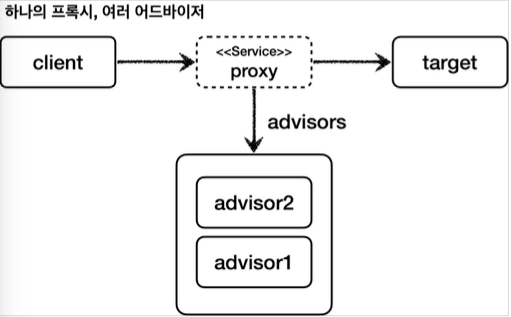 하나의 프록시, 여러 어드바이저
client
<<Service>>
proxy
target
advisors
advisor2
advisor1